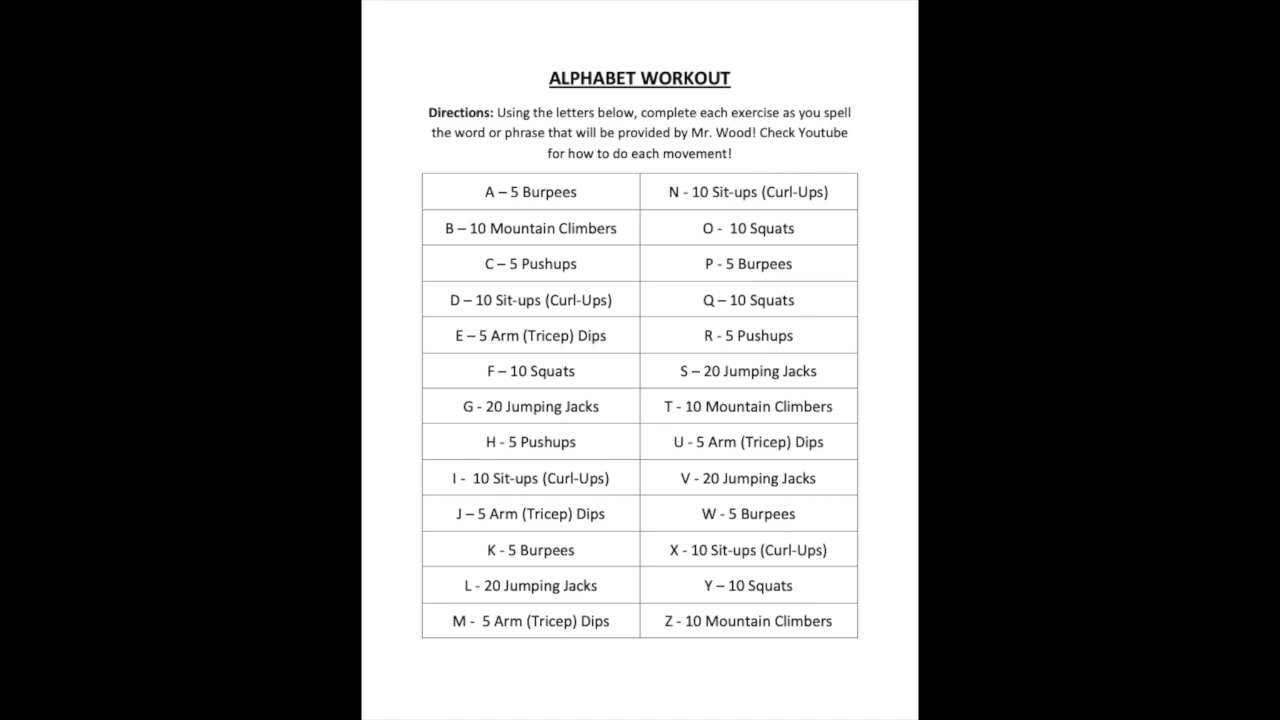 ALPHABET WORKOUT
Directions: Using the letters below, complete each exercise as you spell
the word or phrase that will be provided by Mr. Wood! Check Youtube
for how to do each movement!
A – 5 Burpees
N - 10 Sit-ups (Curl-Ups)
B – 10 Mountain Climbers
O -  10 Squats
C – 5 Pushups
P - 5 Burpees
D – 10 Sit-ups (Curl-Ups)
Q – 10 Squats
E – 5 Arm (Tricep) Dips
R - 5 Pushups
F – 10 Squats
S – 20 Jumping Jacks
G - 20 Jumping Jacks
T - 10 Mountain Climbers
H - 5 Pushups
U - 5 Arm (Tricep) Dips
I -  10 Sit-ups (Curl-Ups)
V - 20 Jumping Jacks
J – 5 Arm (Tricep) Dips
W - 5 Burpees
K - 5 Burpees
X - 10 Sit-ups (Curl-Ups)
L - 20 Jumping Jacks
Y – 10 Squats
M -  5 Arm (Tricep) Dips
Z - 10 Mountain Climbers